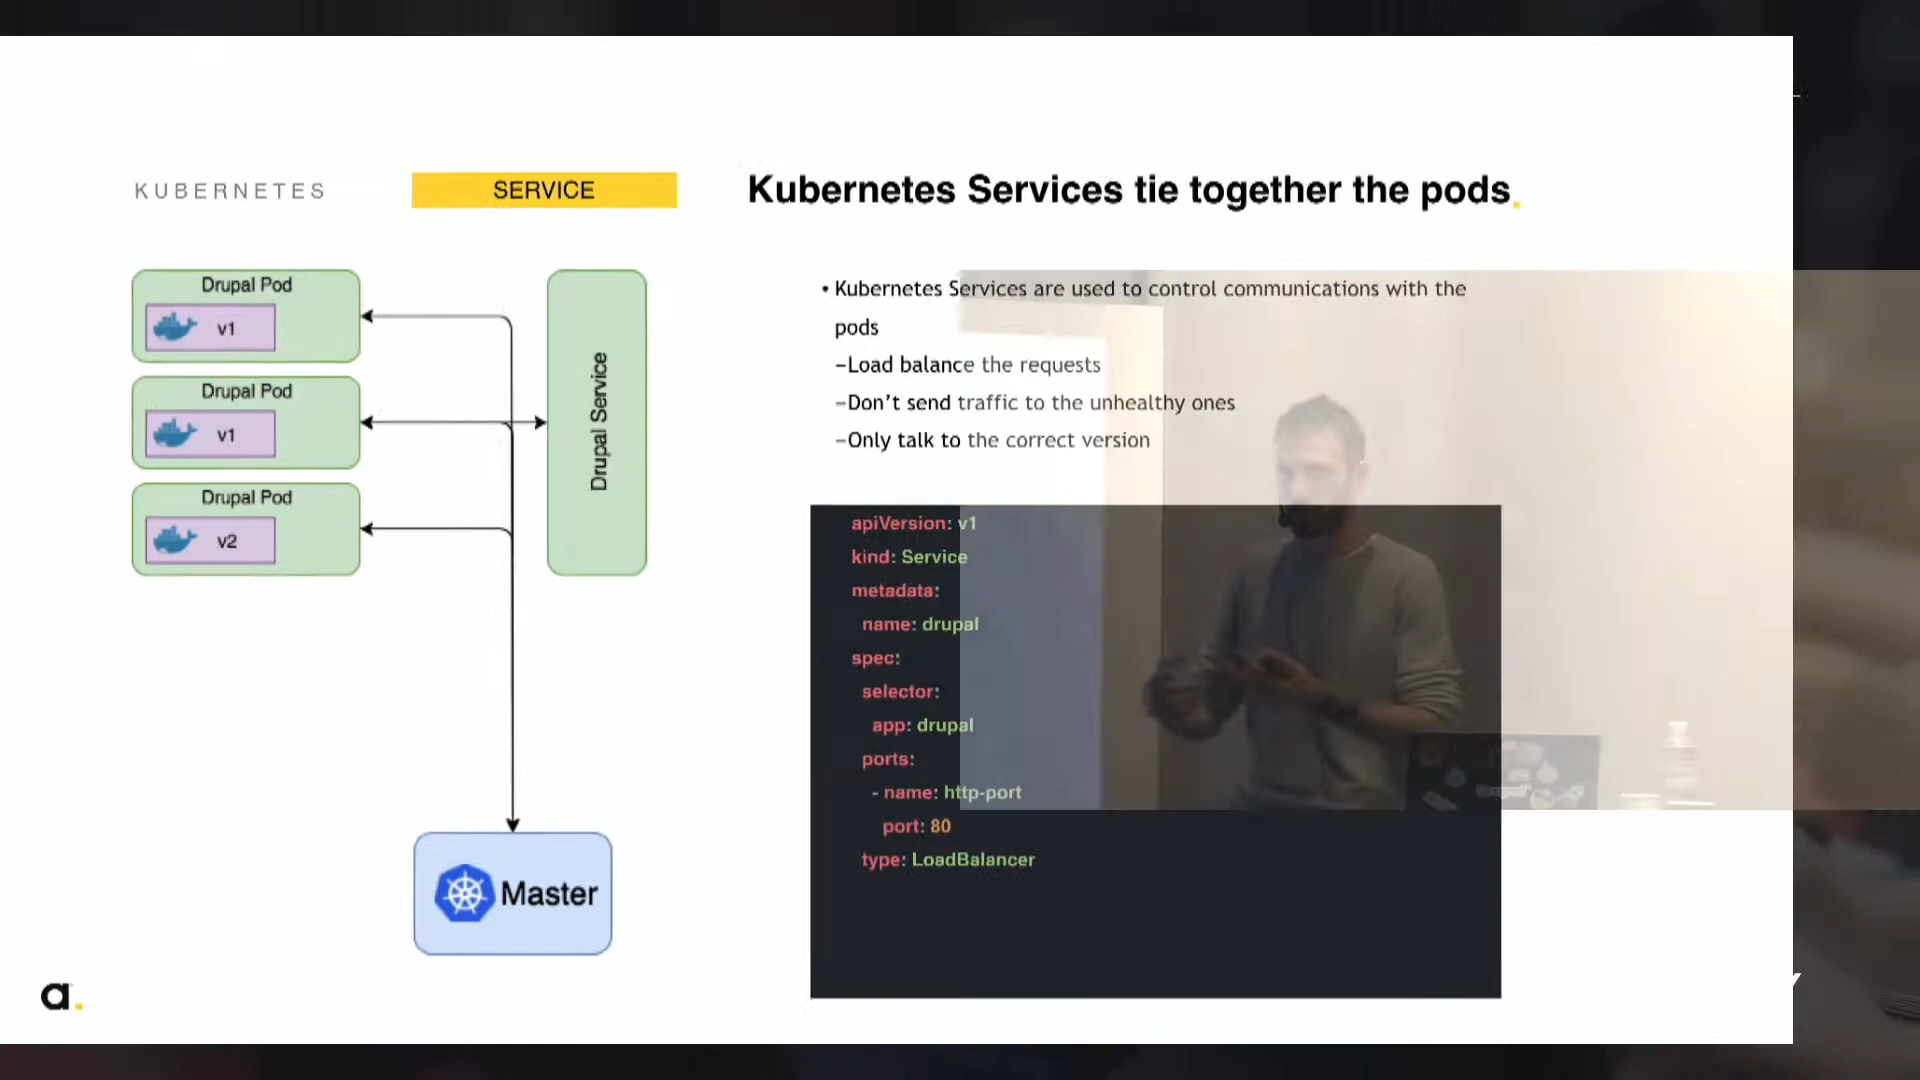 KUBERNETES
SERVICE
Kubernetes Services tie together the pods.
Drupal Pod
v1
Drupal Pod
v1
Drupal Pod
v2
Drupal Service
Master
• Kubernetes Services are used to control communications with the
pods
–Load balance the requests
–Don’t send traffic to the unhealthy ones
–Only talk to the correct version
apiVersion: v1
kind: Service
metadata:
name: drupal
spec:
selector:
app: drupal
ports:
- name: http-port
port: 80
type: LoadBalancer
a.